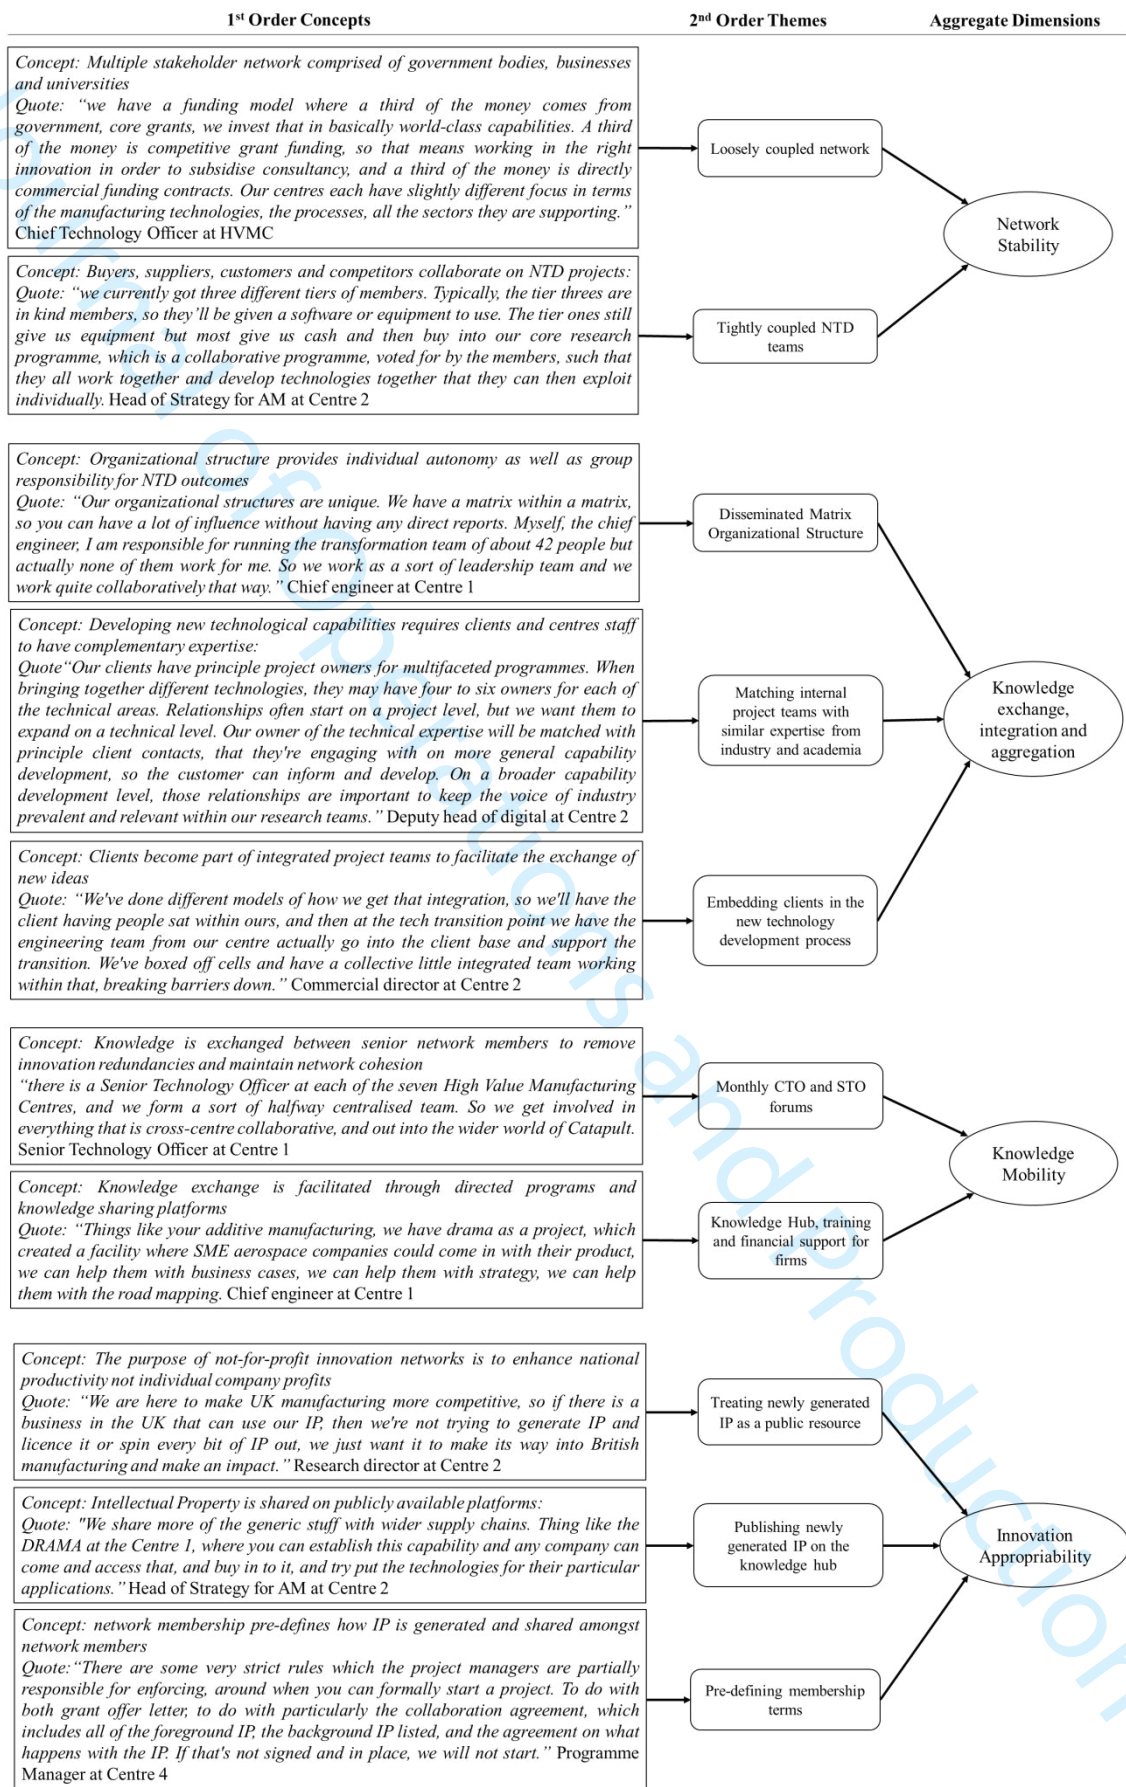 1st Order Concepts
2nd Order Themes
Aggregate Dimensions
Concept: Multiple stakeholder network comprised of government bodies, businesses
and universities
Quote: “we have a funding model where a third of the money comes from
government, core grants, we invest that in basically world-class capabilities. A third
of the money is competitive grant funding, so that means working in the right
innovation in order to subsidise consultancy, and a third of the money is directly
commercial funding contracts. Our centres each have slightly different focus in terms
of the manufacturing technologies, the processes, all the sectors they are supporting.”
Chief Technology Officer at HVMC
Loosely coupled network
Network
Stability
Concept: Buyers, suppliers, customers and competitors collaborate on NTD projects:
Quote: “we currently got three different tiers of members. Typically, the tier threes are
in kind members, so they’ll be given a software or equipment to use. The tier ones still
give us equipment but most give us cash and then buy into our core research
programme, which is a collaborative programme, voted for by the members, such that
they all work together and develop technologies together that they can then exploit
individually. Head of Strategy for AM at Centre 2
Tightly coupled NTD
teams
Concept: Organizational structure provides individual autonomy as well as group
responsibility for NTD outcomes
Quote: “Our organizational structures are unique. We have a matrix within a matrix,
so you can have a lot of influence without having any direct reports. Myself, the chief
engineer, I am responsible for running the transformation team of about 42 people but
actually none of them work for me. So we work as a sort of leadership team and we
work quite collaboratively that way.” Chief engineer at Centre 1
Disseminated Matrix
Organizational Structure
Concept: Developing new technological capabilities requires clients and centres staff
to have complementary expertise:
Quote“Our clients have principle project owners for multifaceted programmes. When
bringing together different technologies, they may have four to six owners for each of
the technical areas. Relationships often start on a project level, but we want them to
expand on a technical level. Our owner of the technical expertise will be matched with
principle client contacts, that they're engaging with on more general capability
development, so the customer can inform and develop. On a broader capability
development level, those relationships are important to keep the voice of industry
prevalent and relevant within our research teams.” Deputy head of digital at Centre 2
Matching internal
project teams with
similar expertise from
industry and academia
Knowledge
exchange,
integration and
aggregation
Concept: Clients become part of integrated project teams to facilitate the exchange of
new ideas
Quote: “We've done different models of how we get that integration, so we'll have the
client having people sat within ours, and then at the tech transition point we have the
engineering team from our centre actually go into the client base and support the
transition. We've boxed off cells and have a collective little integrated team working
within that, breaking barriers down.” Commercial director at Centre 2
Embedding clients in
the new technology
development process
Concept: Knowledge is exchanged between senior network members to remove
innovation redundancies and maintain network cohesion
“there is a Senior Technology Officer at each of the seven High Value Manufacturing
Centres, and we form a sort of halfway centralised team. So we get involved in
everything that is cross-centre collaborative, and out into the wider world of Catapult.
Senior Technology Officer at Centre 1
Monthly CTO and STO
forums
Knowledge
Mobility
Concept: Knowledge exchange is facilitated through directed programs and
knowledge sharing platforms
Quote: “Things like your additive manufacturing, we have drama as a project, which
created a facility where SME aerospace companies could come in with their product,
we can help them with business cases, we can help them with strategy, we can help
them with the road mapping. Chief engineer at Centre 1
Knowledge Hub, training
and financial support for
firms
Concept: The purpose of not-for-profit innovation networks is to enhance national
productivity not individual company profits
Quote: “We are here to make UK manufacturing more competitive, so if there is a
business in the UK that can use our IP, then we're not trying to generate IP and
licence it or spin every bit of IP out, we just want it to make its way into British
manufacturing and make an impact.” Research director at Centre 2
Treating newly generated
IP as a public resource
Concept: Intellectual Property is shared on publicly available platforms:
Quote: "We share more of the generic stuff with wider supply chains. Thing like the
DRAMA at the Centre 1, where you can establish this capability and any company can
come and access that, and buy in to it, and try put the technologies for their particular
applications.” Head of Strategy for AM at Centre 2
Publishing newly
generated IP on the
knowledge hub
Innovation
Appropriability
Concept: network membership pre-defines how IP is generated and shared amongst
network members
Quote:“There are some very strict rules which the project managers are partially
responsible for enforcing, around when you can formally start a project. To do with
both grant offer letter, to do with particularly the collaboration agreement, which
includes all of the foreground IP, the background IP listed, and the agreement on what
happens with the IP. If that's not signed and in place, we will not start.” Programme
Manager at Centre 4
Pre-defining membership
terms
Journal of Operations and Production